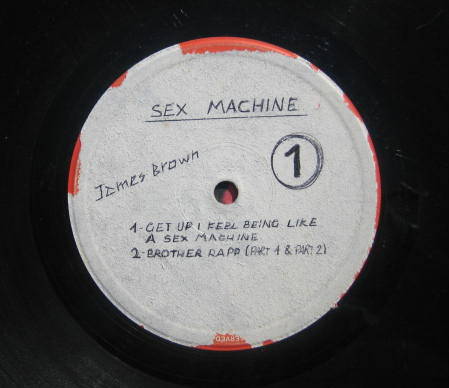 SEX MACHINE
James Brown
1
1-GET UP I FEEL BEING LIKE
A SEX MACHINE
2-BROTHER RAPP (PART 1 & PART 2)
ERVED